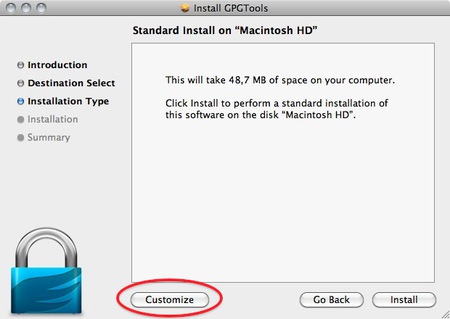 Install GPGTools
Standard Install on “Macintosh HD”
Introduction
Destination Select
Installation Type
Installation
Summary
This will take 48,7 MB of space on your computer.
Click Install to perform a standard installation of
this software on the disk “Macintosh HD”.
Customize
Go Back
Install